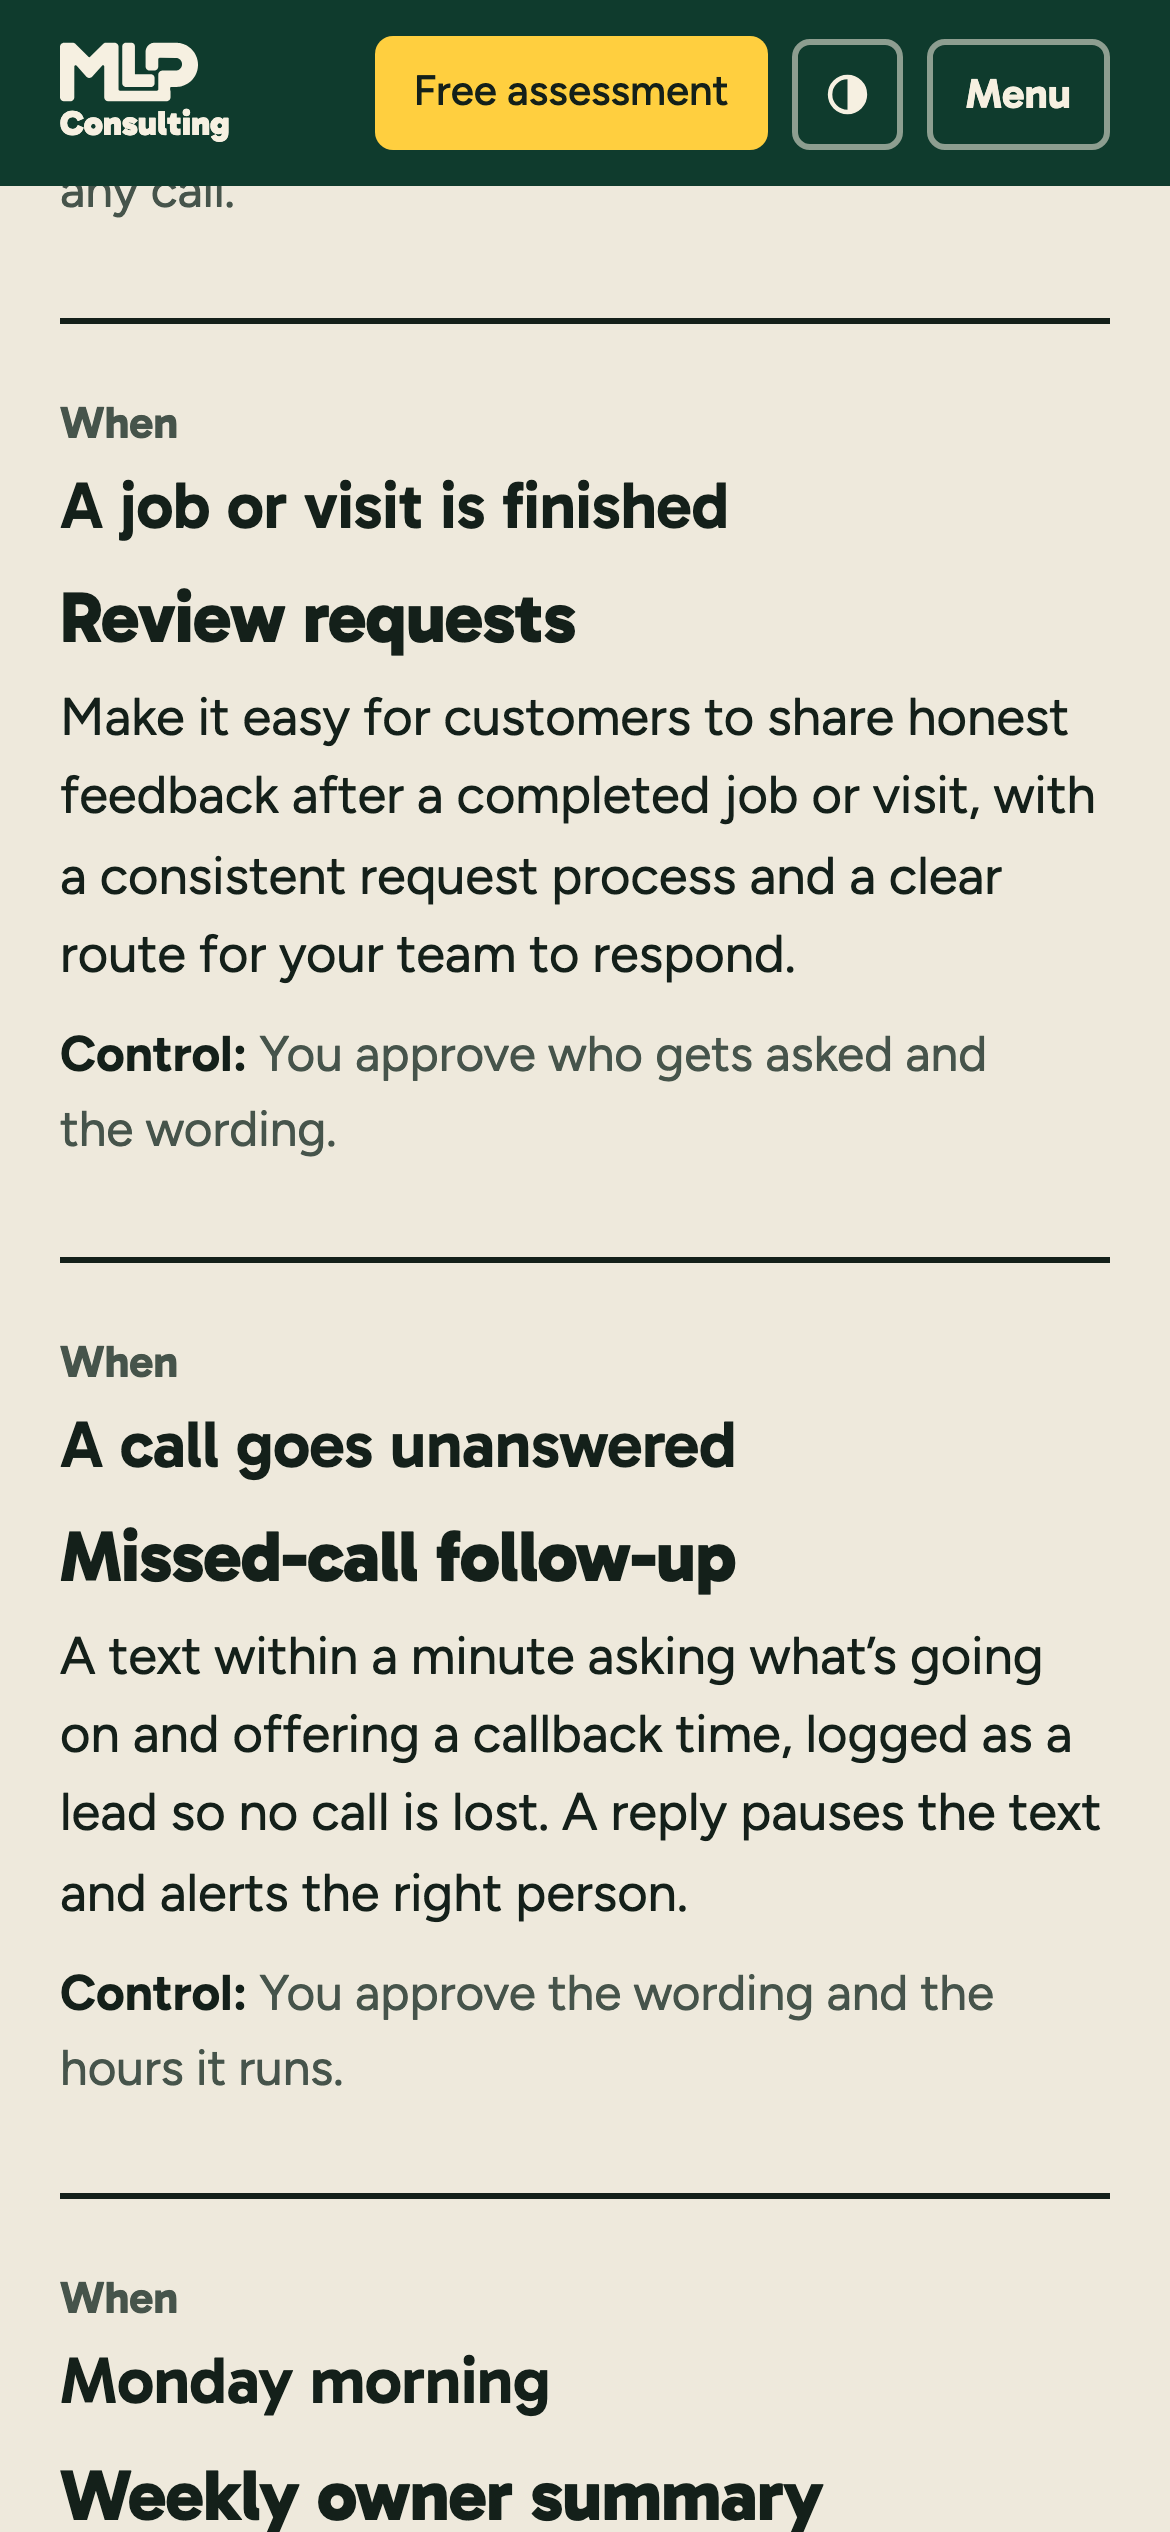 MLP
Consulting
Free assessment
Menu
any call.
When
A job or visit is finished
Review requests
Make it easy for customers to share honest
feedback after a completed job or visit, with
a consistent request process and a clear
route for your team to respond.
Control: You approve who gets asked and
the wording.
When
A call goes unanswered
Missed-call follow-up
A text within a minute asking what’s going
on and offering a callback time, logged as a
lead so no call is lost. A reply pauses the text
and alerts the right person.
Control: You approve the wording and the
hours it runs.
When
Monday morning
Weekly owner summary